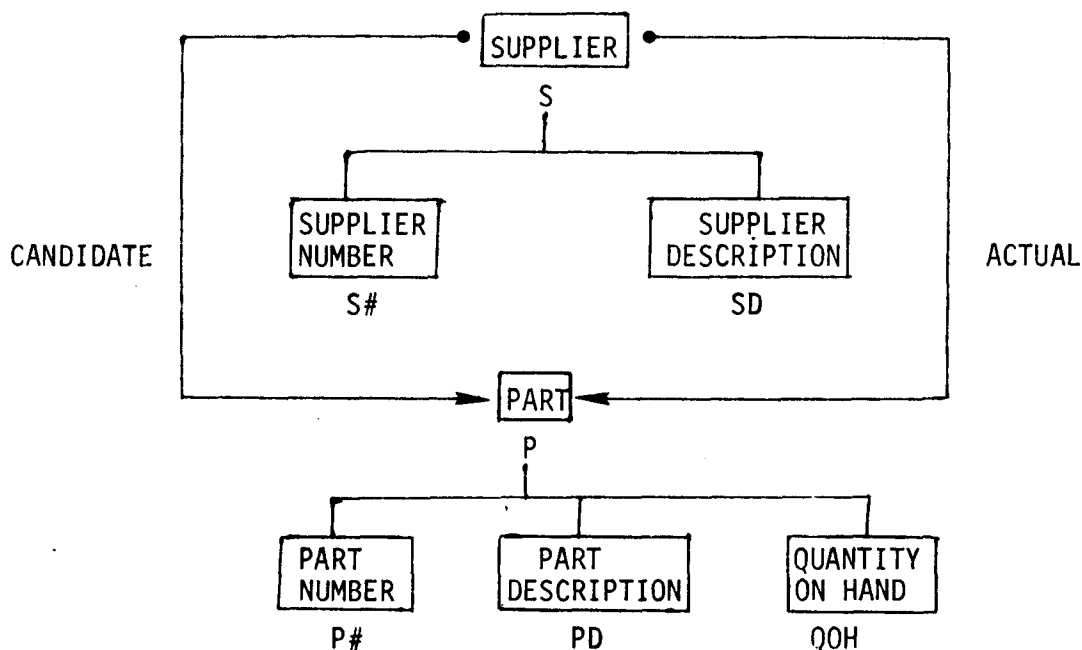 SUPPLIER
S
SUPPLIER
NUMBER
S#
SUPPLIER
DESCRIPTION
SD
CANDIDATE
ACTUAL
PART
P
PART
NUMBER
P#
PART
DESCRIPTION
PD
QUANTITY
ON HAND
QOH